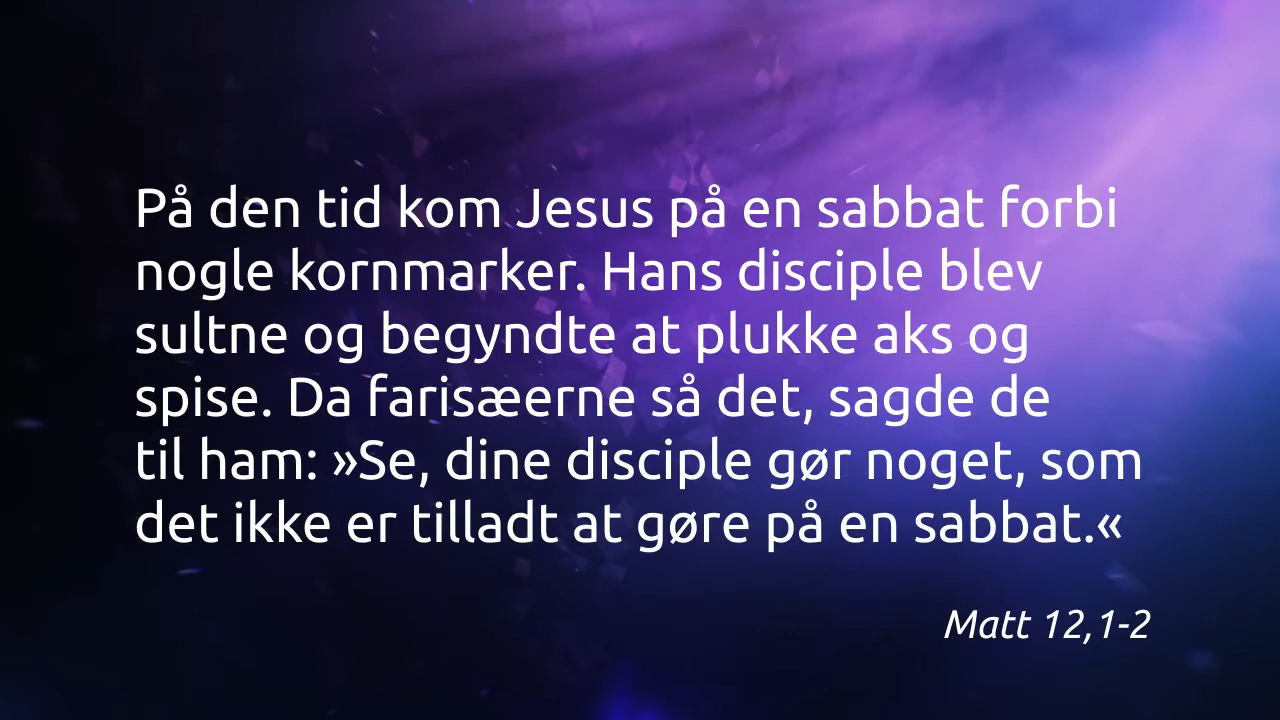 På den tid kom Jesus på en sabbat forbi
nogle kornmarker. Hans disciple blev
sultne og begyndte at plukke aks og
spise. Da farisæerne så det, sagde de
til ham: »Se, dine disciple gør noget, som
det ikke er tilladt at gøre på en sabbat.«
Matt 12,1-2